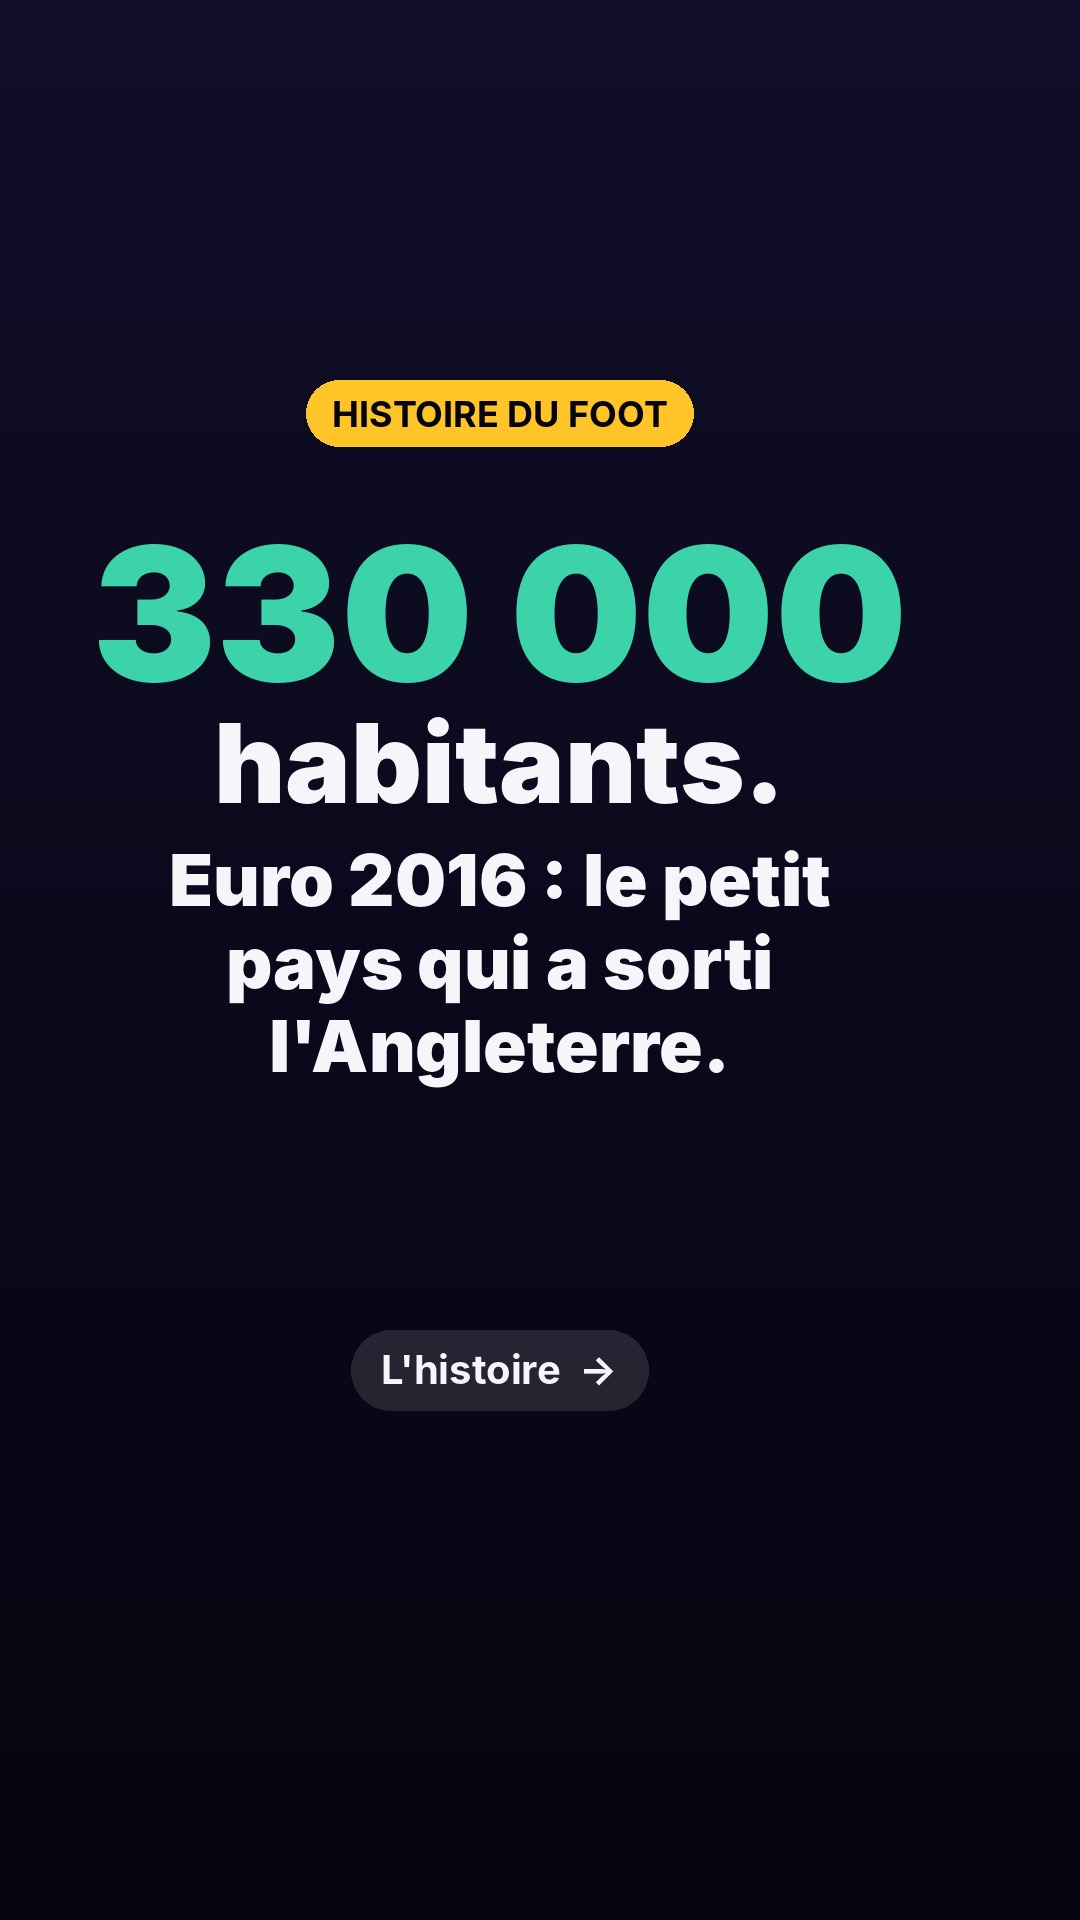 HISTOIRE DU FOOT
330 000
habitants.
Euro 2016 : le petit
pays qui a sorti
l'Angleterre.
L'histoire →